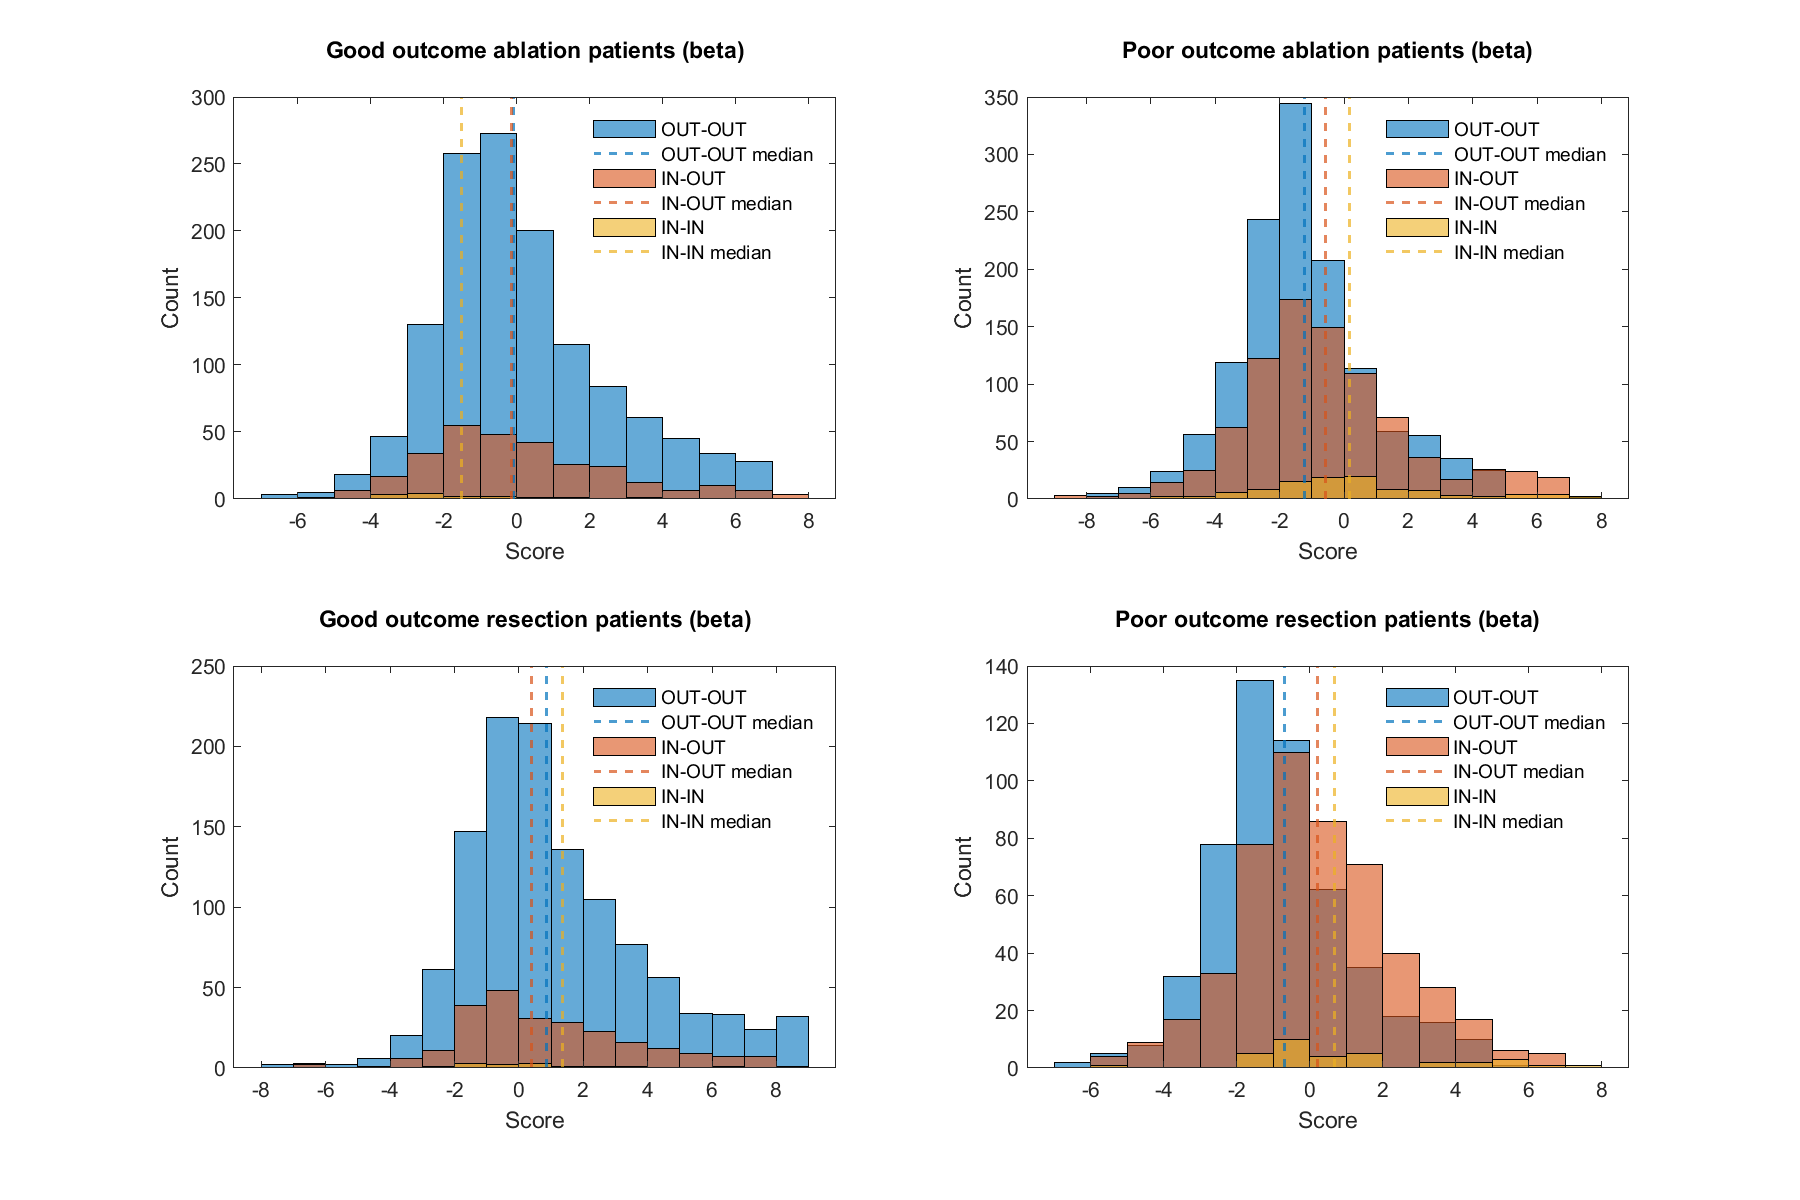 Good outcome ablation patients (beta)
300
250
200
150
100
50
0
Count
-6
-4
-2
0
2
4
6
8
Score
OUT-OUT
OUT-OUT median
IN-OUT
IN-OUT median
IN-IN
IN-IN median
Poor outcome ablation patients (beta)
350
300
250
200
150
100
50
0
Count
-8
-6
-4
-2
0
2
4
6
8
Score
OUT-OUT
OUT-OUT median
IN-OUT
IN-OUT median
IN-IN
IN-IN median
Good outcome resection patients (beta)
250
200
150
100
50
0
Count
-8
-6
-4
-2
0
2
4
6
8
Score
OUT-OUT
OUT-OUT median
IN-OUT
IN-OUT median
IN-IN
IN-IN median
Poor outcome resection patients (beta)
140
120
100
80
60
40
20
0
Count
-6
-4
-2
0
2
4
6
8
Score
OUT-OUT
OUT-OUT median
IN-OUT
IN-OUT median
IN-IN
IN-IN median